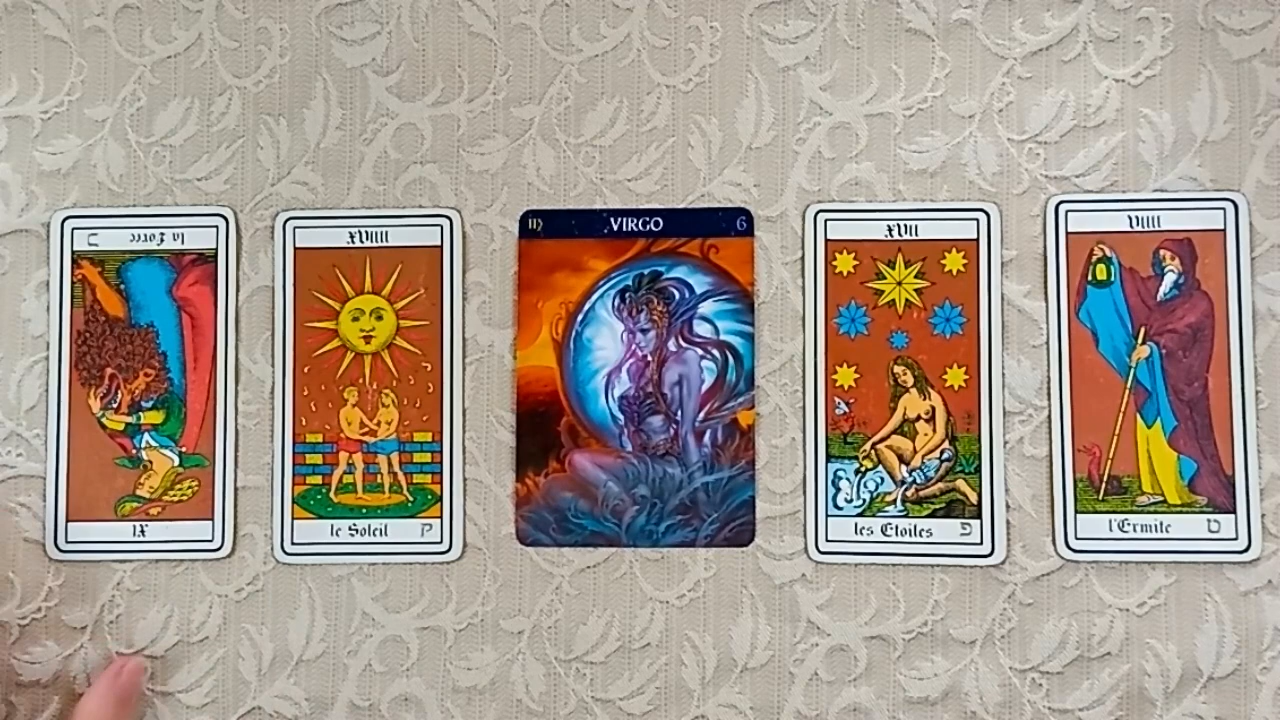 la Force כ
XI
XVIIII
le Soleil ק
♍ VIRGO 6
XVII
les Etoiles פ
VIIII
l'Ermite ט